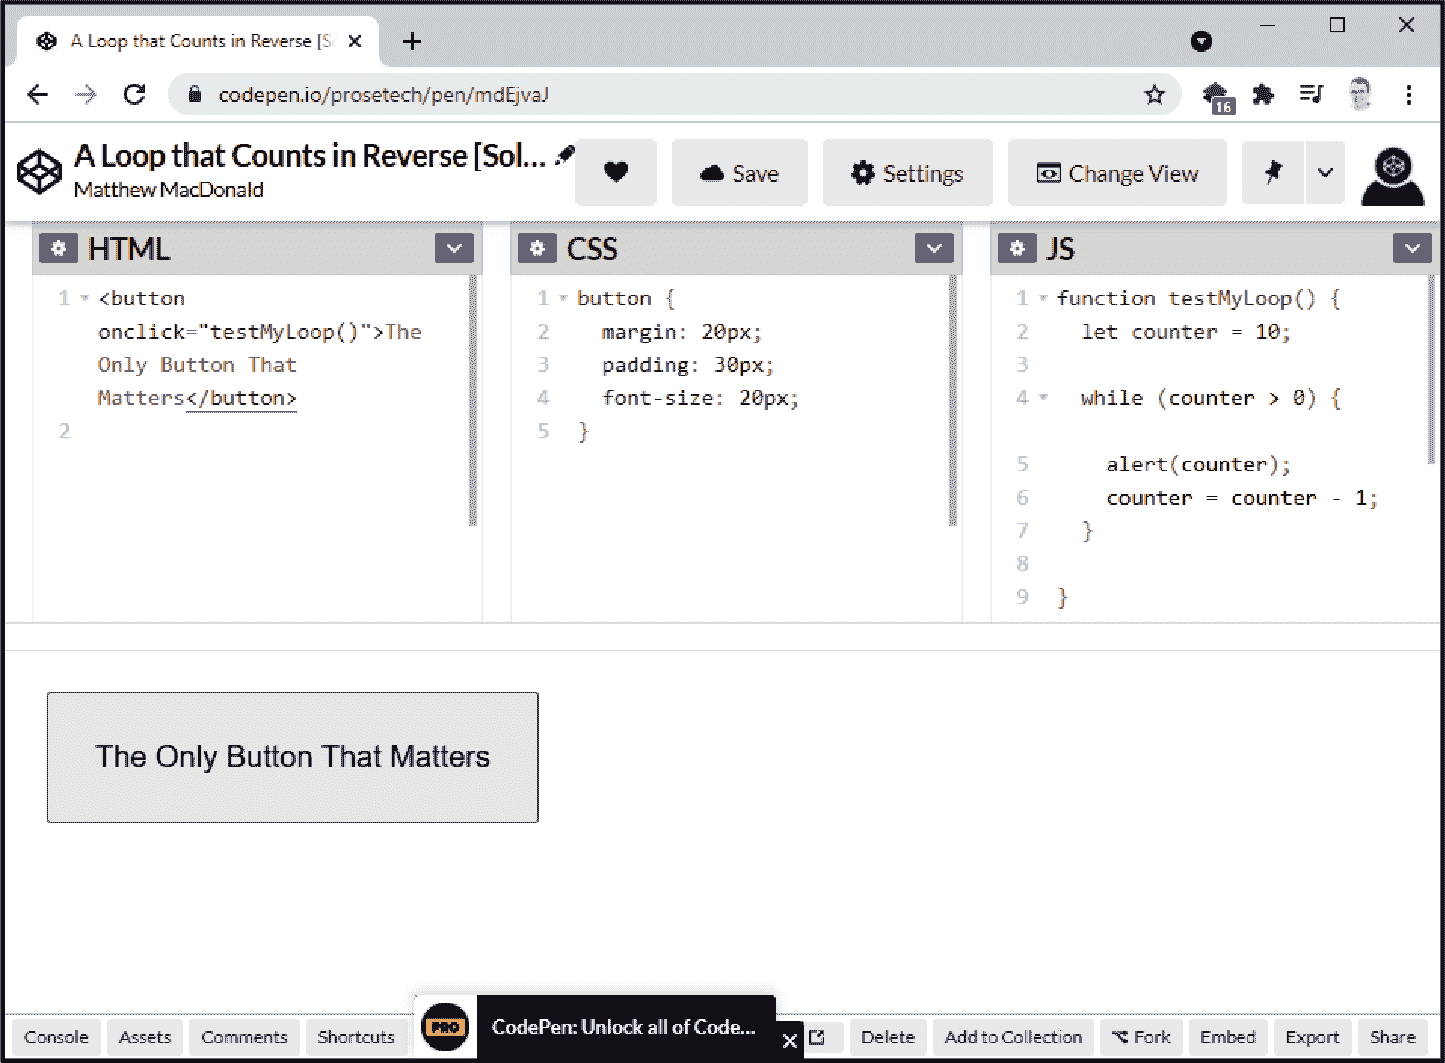 A Loop that Counts in Reverse [S
codepen.io/prosetech/pen/mdEjvaJ
16
A Loop that Counts in Reverse [Sol...
Matthew MacDonald
Save
Settings
Change View
HTML
1 <button
onclick="testMyLoop()">The
Only Button That
Matters</button>
2
CSS
1 button {
2 margin: 20px;
3 padding: 30px;
4 font-size: 20px;
5 }
JS
1 function testMyLoop() {
2 let counter = 10;
3
4 while (counter > 0) {
5 alert(counter);
6 counter = counter - 1;
7 }
8
9 }
The Only Button That Matters
Console Assets Comments Shortcuts
PRO
CodePen: Unlock all of Code...
Delete Add to Collection Fork Embed Export Share